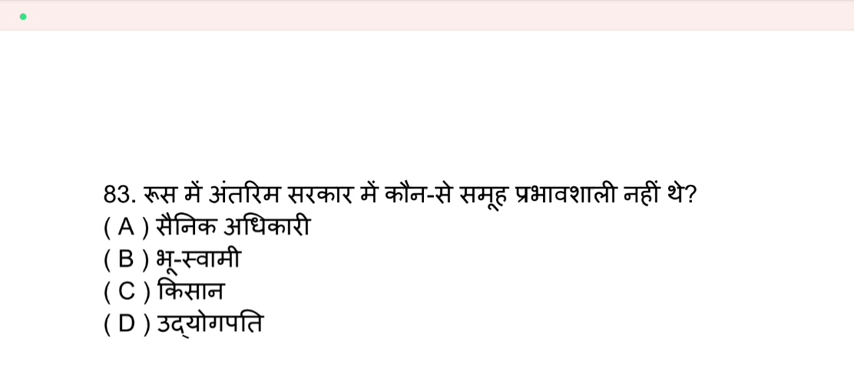 83. रूस में अंतरिम सरकार में कौन-से समूह प्रभावशाली नहीं थे?
( A ) सैनिक अधिकारी
( B ) भू-स्वामी
( C ) किसान
( D ) उद्योगपति